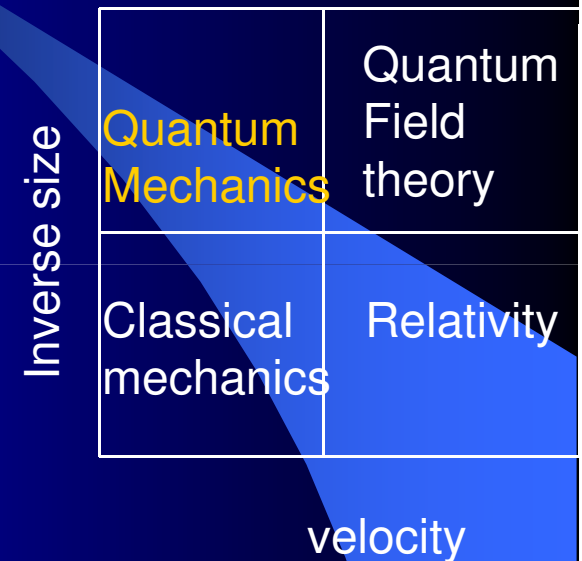 Quantum
Field
theory
Quantum
Mechanics
Inverse size
Classical
mechanics
Relativity
velocity